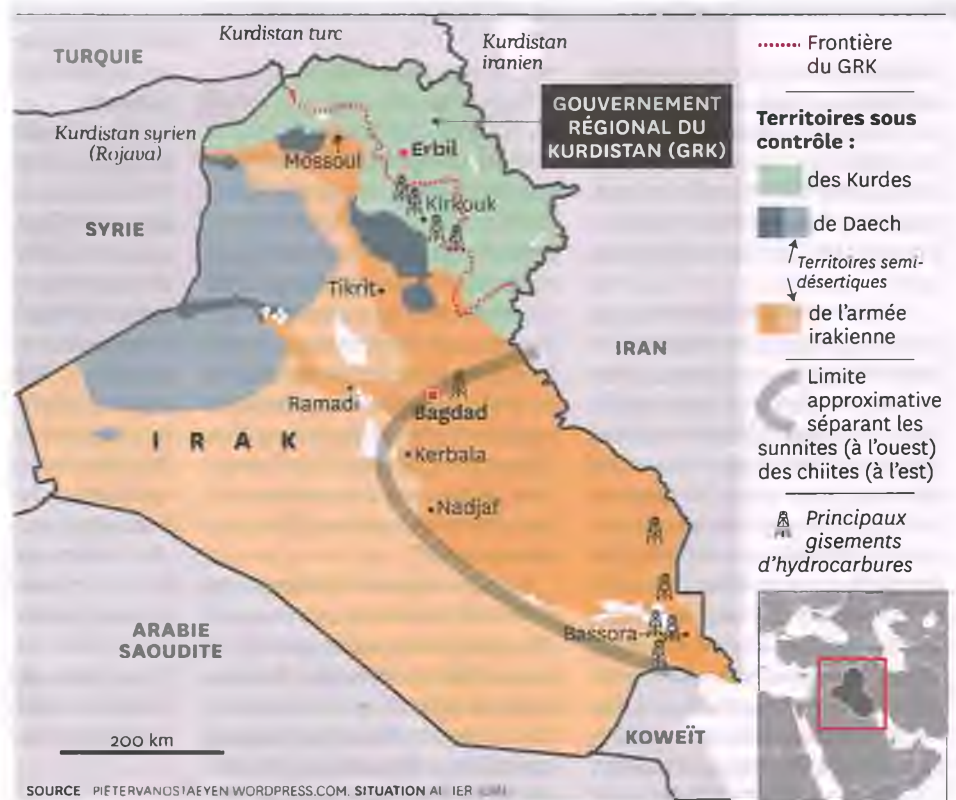 TURQUIE
Kurdistan turc
Kurdistan
iranien
Kurdistan syrien
(Rojava)
SYRIE
GOUVERNEMENT
RÉGIONAL DU
KURDISTAN (GRK)
Mossoul
Erbil
Kirkouk
Tikrit
IRAN
Ramadi
Bagdad
IRAK
Kerbala
Nadjaf
Bassora
ARABIE
SAOUDITE
KOWEÏT
200 km
SOURCE PIETERVANOSTAEYEN.WORDPRESS.COM. SITUATION AU 1ER
Frontière
du GRK
Territoires sous
contrôle :
des Kurdes
de Daech
Territoires semi-
désertiques
de l'armée
irakienne
Limite
approximative
séparant les
sunnites (à l'ouest)
des chiites (à l'est)
Principaux
gisements
d'hydrocarbures